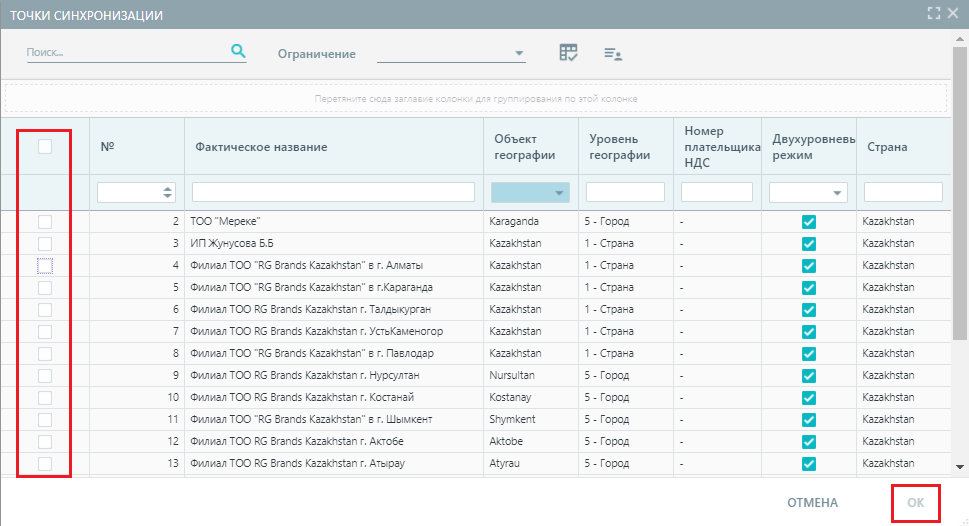 ТОЧКИ СИНХРОНИЗАЦИИ
Поиск... Ограничение
Перетяните сюда заглавие колонки для группирования по этой колонке
№ Фактическое название Объект географии Уровень географии Номер плательщика НДС Двухуровневь режим Страна
2 ТОО "Мереке" Karaganda 5 - Город - Kazakhstan
3 ИП Жунусова Б.Б Kazakhstan 1 - Страна - Kazakhstan
4 Филиал ТОО "RG Brands Kazakhstan" в г. Алматы Kazakhstan 1 - Страна - Kazakhstan
5 Филиал ТОО "RG Brands Kazakhstan" в г.Караганда Kazakhstan 1 - Страна - Kazakhstan
6 Филиал ТОО RG Brands Kazakhstan г. Талдыкурган Kazakhstan 1 - Страна - Kazakhstan
7 Филиал ТОО RG Brands Kazakhstan г. УстьКаменогор Kazakhstan 1 - Страна - Kazakhstan
8 Филиал ТОО "RG Brands Kazakhstan" в г. Павлодар Kazakhstan 1 - Страна - Kazakhstan
9 Филиал ТОО RG Brands Kazakhstan г. Нурсултан Nursultan 5 - Город - Kazakhstan
10 Филиал ТОО RG Brands Kazakhstan г. Костанай Kostanay 5 - Город - Kazakhstan
11 Филиал ТОО "RG Brands Kazakhstan" в г. Шымкент Shymkent 5 - Город - Kazakhstan
12 Филиал ТОО RG Brands Kazakhstan г. Актобе Aktobe 5 - Город - Kazakhstan
13 Филиал ТОО RG Brands Kazakhstan г. Атырау Atyrau 5 - Город - Kazakhstan
ОТМЕНА ОК